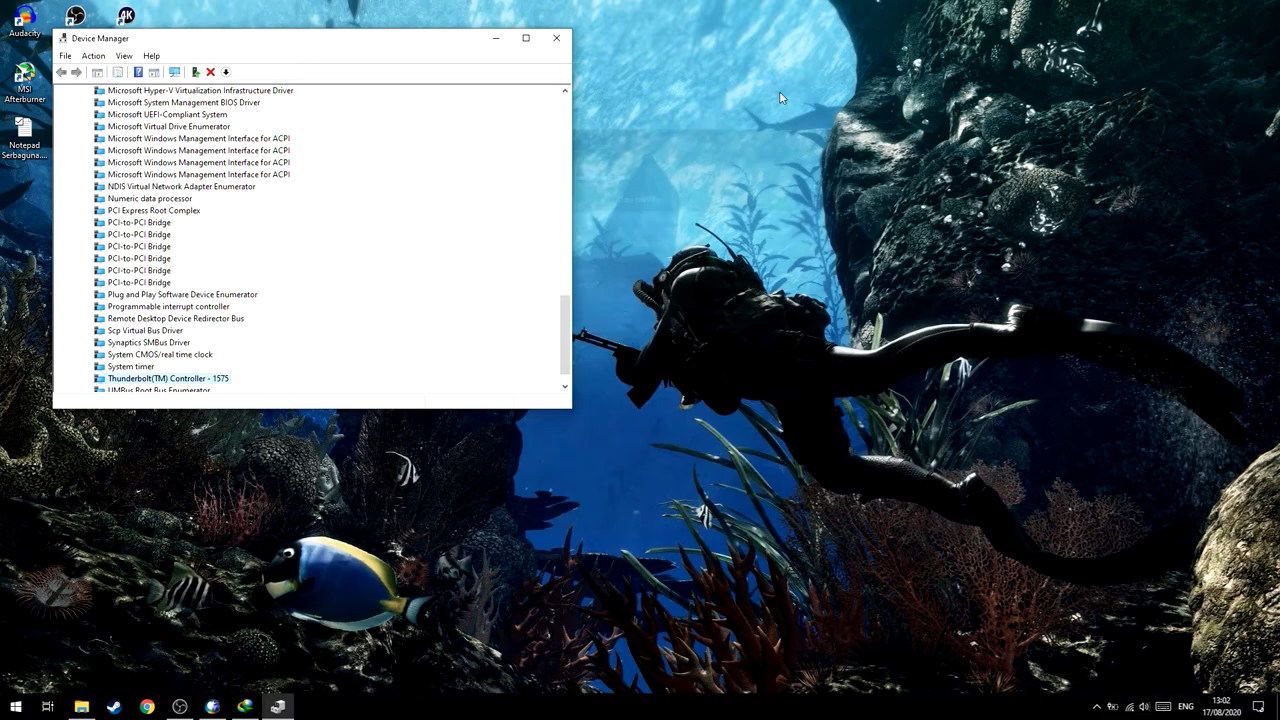 Audacity
MSI
Afterburner
Notepad
Serbaguna....
4K
Device Manager
File Action View Help
Microsoft Hyper-V Virtualization Infrastructure Driver
Microsoft System Management BIOS Driver
Microsoft UEFI-Compliant System
Microsoft Virtual Drive Enumerator
Microsoft Windows Management Interface for ACPI
Microsoft Windows Management Interface for ACPI
Microsoft Windows Management Interface for ACPI
Microsoft Windows Management Interface for ACPI
NDIS Virtual Network Adapter Enumerator
Numeric data processor
PCI Express Root Complex
PCI-to-PCI Bridge
PCI-to-PCI Bridge
PCI-to-PCI Bridge
PCI-to-PCI Bridge
PCI-to-PCI Bridge
PCI-to-PCI Bridge
Plug and Play Software Device Enumerator
Programmable interrupt controller
Remote Desktop Device Redirector Bus
Scp Virtual Bus Driver
Synaptics SMBus Driver
System CMOS/real time clock
System timer
Thunderbolt(TM) Controller - 1575
UMBus Root Bus Enumerator
ENG
13:02
17/08/2020